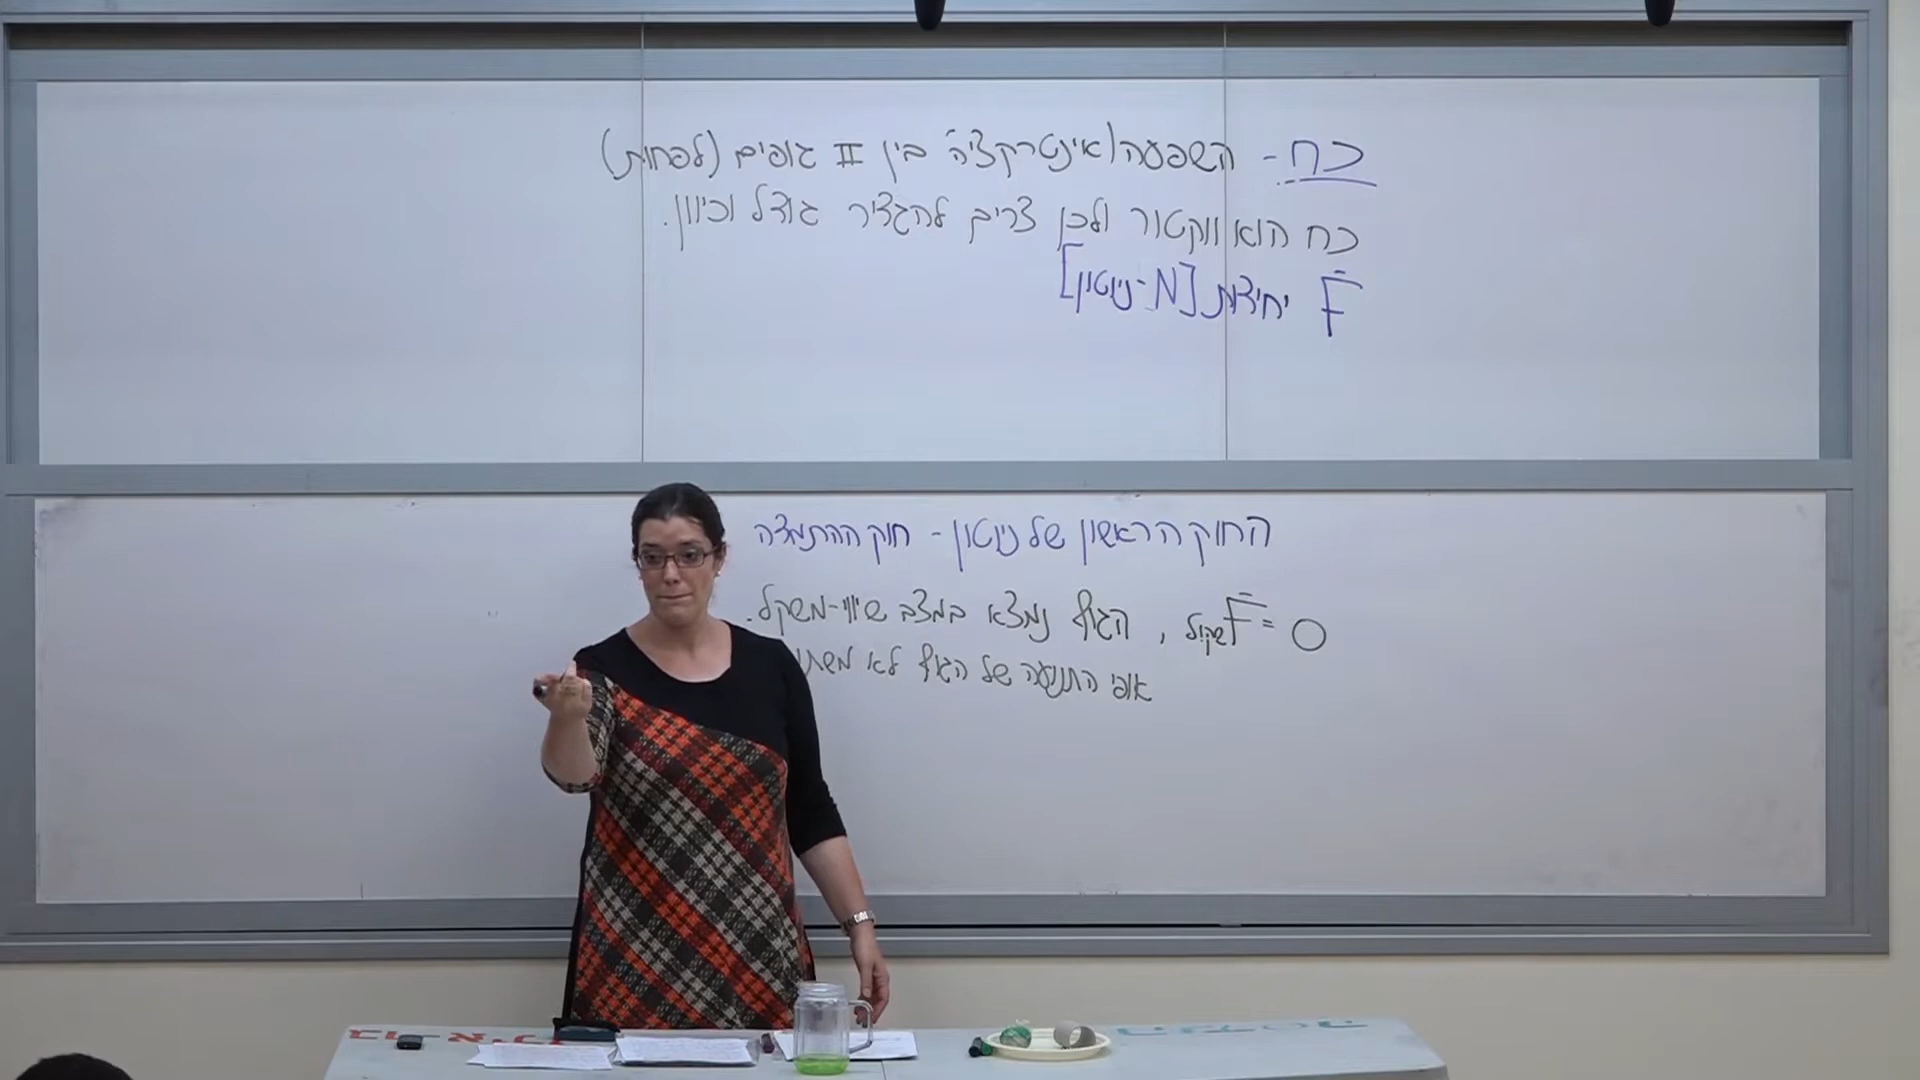 כח - השפעה/אינטרקציה בין II גופים (לפחות)
כח הוא ווקטור ולכן צריך להגדיר גודל וכיוון.
F̄ יחידות [N-ניוטון]
החוק הראשון של ניוטון - חוק ההתמדה
F̄שקול = 0 , הגוף נמצא במצב שיווי-משקל.
אופי התנועה של הגוף לא